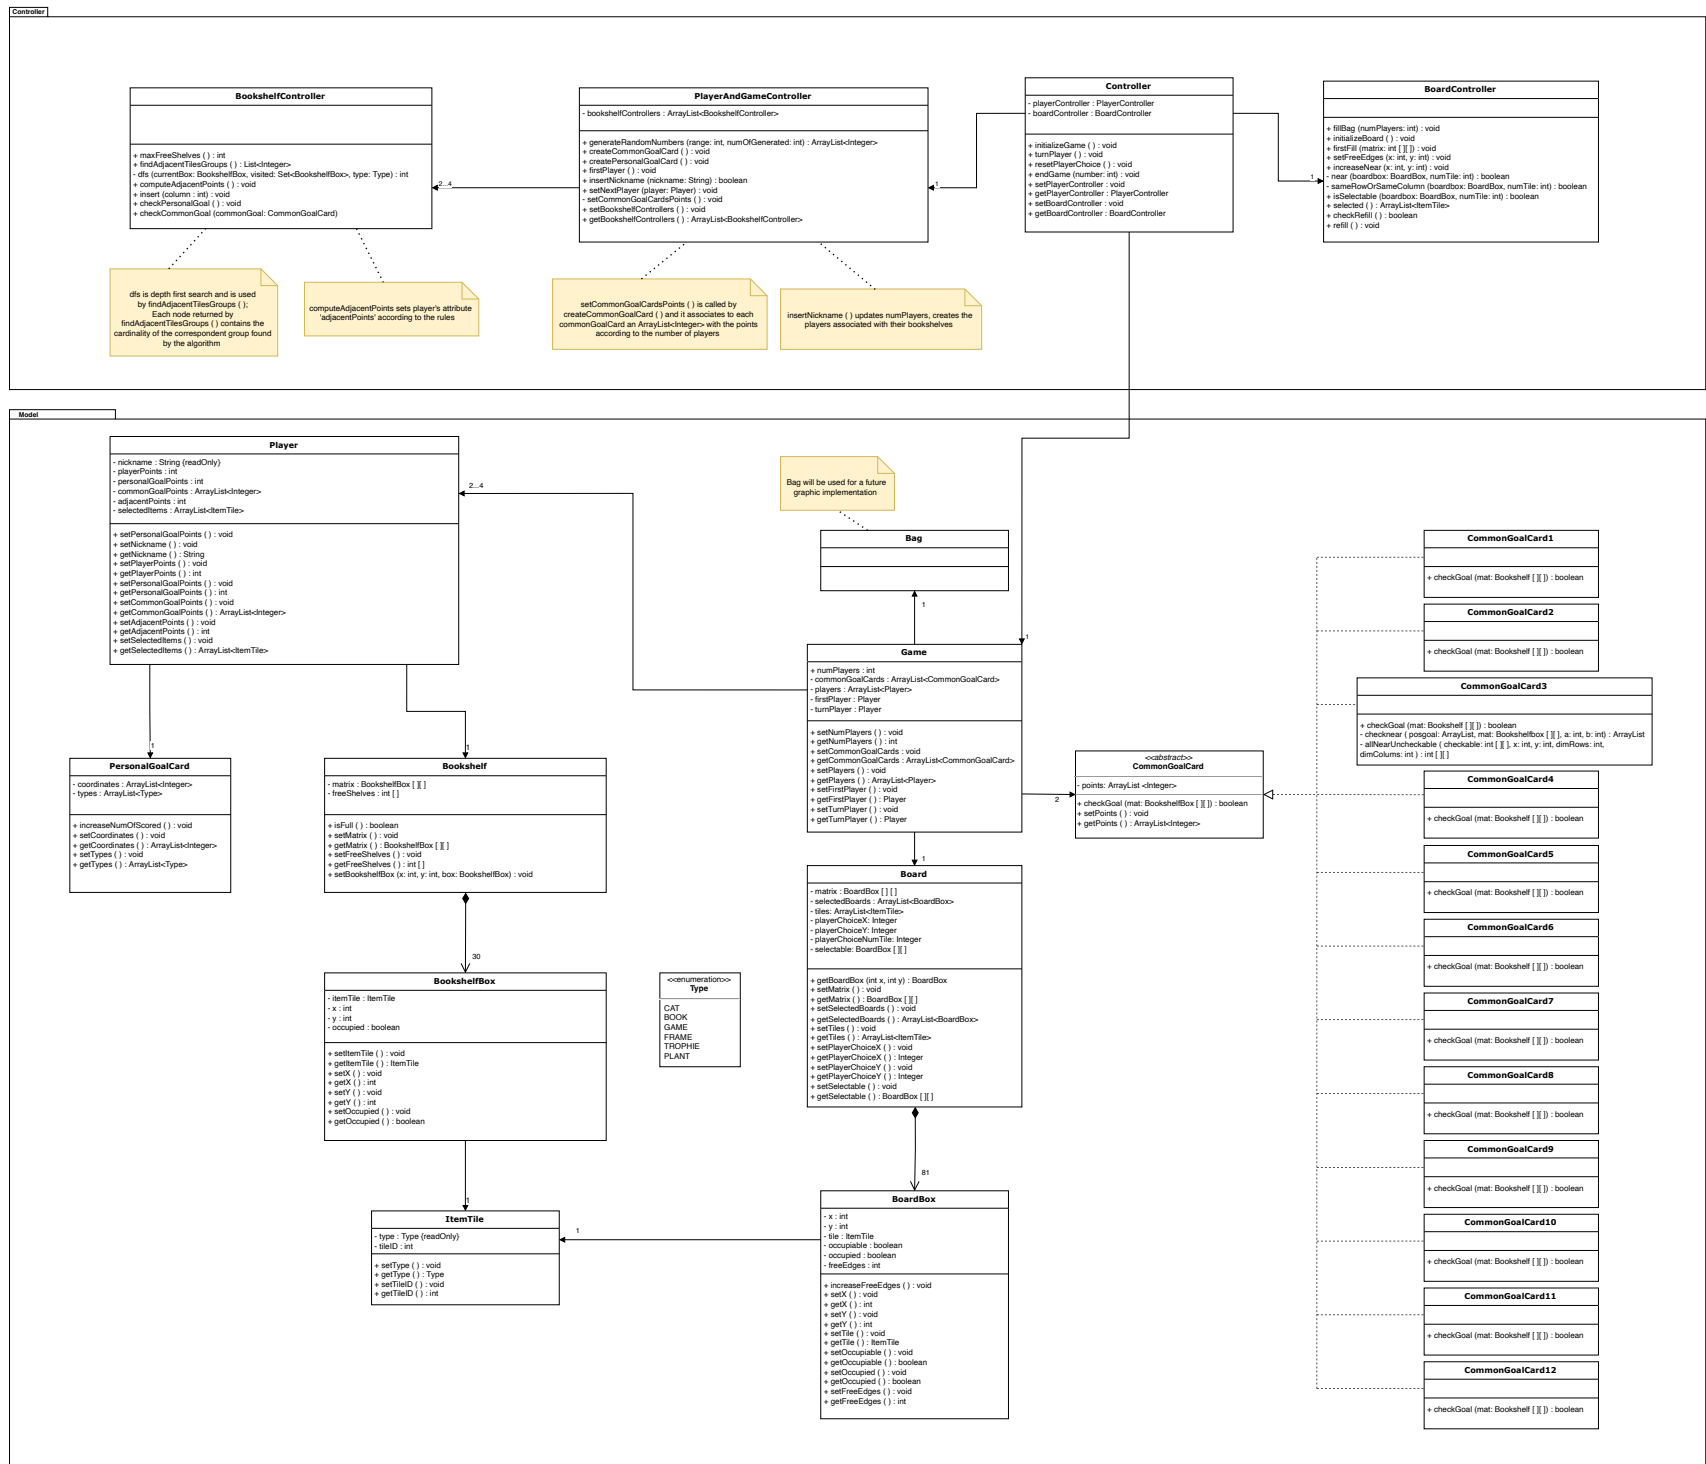 Controller
BookshelfController
+ maxFreeShelves ( ) : int
+ findAdjacentTilesGroups ( ) : List<Integer>
- dfs (currentBox: BookshelfBox, visited: Set<BookshelfBox>, type: Type) : int
+ computeAdjacentPoints ( ) : void
+ insert (column : int) : void
+ checkPersonalGoal ( ) : void
+ checkCommonGoal (commonGoal: CommonGoalCard)
2...4
PlayerAndGameController
- bookshelfControllers : ArrayList<BookshelfController>
+ generateRandomNumbers (range: int, numOfGenerated: int) : ArrayList<Integer>
+ createCommonGoalCard ( ) : void
+ createPersonalGoalCard ( ) : void
+ firstPlayer ( ) : void
+ insertNickname (nickname: String) : boolean
+ setNextPlayer (player: Player) : void
- setCommonGoalCardsPoints ( ) : void
+ setBookshelfControllers ( ) : void
+ getBookshelfControllers ( ) : ArrayList<BookshelfController>
1
Controller
- playerController : PlayerController
- boardController : BoardController
+ initializeGame ( ) : void
+ turnPlayer ( ) : void
+ resetPlayerChoice ( ) : void
+ endGame (number: int) : void
+ setPlayerController ( ) : void
+ getPlayerController ( ) : PlayerController
+ setBoardController : void
+ getBoardController : BoardController
1
BoardController
+ fillBag (numPlayers: int) : void
+ initializeBoard ( ) : void
+ firstFill (matrix: int [ ][ ]) : void
+ setFreeEdges (x: int, y: int) : void
+ increaseNear (x: int, y: int) : void
- near (boardbox: BoardBox, numTile: int) : boolean
- sameRowOrSameColumn (boardbox: BoardBox, numTile: int) : boolean
+ isSelectable (boardbox: BoardBox, numTile: int) : boolean
+ selected ( ) : ArrayList<ItemTile>
+ checkRefill ( ) : boolean
+ refill ( ) : void
dfs is depth first search and is used
by findAdjacentTilesGroups ( );
Each node returned by
findAdjacentTilesGroups ( ) contains the
cardinality of the correspondent group found
by the algorithm
computeAdjacentPoints sets player's attribute
'adjacentPoints' according to the rules
setCommonGoalCardsPoints ( ) is called by
createCommonGoalCard ( ) and it associates to each
commonGoalCard an ArrayList<Integer> with the points
according to the number of players
insertNickname ( ) updates numPlayers, creates the
players associated with their bookshelves
Model
Player
- nickname : String {readOnly}
- playerPoints : int
- personalGoalPoints : int
- commonGoalPoints : ArrayList<Integer>
- adjacentPoints : int
- selectedItems : ArrayList<ItemTile>
+ setPersonalGoalPoints ( ) : void
+ setNickname ( ) : void
+ getNickname ( ) : String
+ setPlayerPoints ( ) : void
+ getPlayerPoints ( ) : int
+ setPersonalGoalPoints ( ) : void
+ getPersonalGoalPoints ( ) : int
+ setCommonGoalPoints ( ) : void
+ getCommonGoalPoints ( ) : ArrayList<Integer>
+ setAdjacentPoints ( ) : void
+ getAdjacentPoints ( ) : int
+ setSelectedItems ( ) : void
+ getSelectedItems ( ) : ArrayList<ItemTile>
2...4
Bag will be used for a future
graphic implementation
Bag
1
1
Game
+ numPlayers : int
- commonGoalCards : ArrayList<CommonGoalCard>
- players : ArrayList<Player>
- firstPlayer : Player
- turnPlayer : Player
+ setNumPlayers ( ) : void
+ getNumPlayers ( ) : int
+ setCommonGoalCards : void
+ getCommonGoalCards : ArrayList<CommonGoalCard>
+ setPlayers ( ) : void
+ getPlayers ( ) : ArrayList<Player>
+ setFirstPlayer ( ) : void
+ getFirstPlayer ( ) : Player
+ setTurnPlayer ( ) : void
+ getTurnPlayer ( ) : Player
2
<<abstract>>
CommonGoalCard
- points: ArrayList <Integer>
+ checkGoal (mat: BookshelfBox [ ][ ]) : boolean
+ setPoints ( ) : void
+ getPoints ( ) : ArrayList<Integer>
1
1
PersonalGoalCard
- coordinates : ArrayList<Integer>
- types : ArrayList<Type>
+ increaseNumOfScored ( ) : void
+ setCoordinates ( ) : void
+ getCoordinates ( ) : ArrayList<Integer>
+ setTypes ( ) : void
+ getTypes ( ) : ArrayList<Type>
Bookshelf
- matrix : BookshelfBox [ ][ ]
- freeShelves : int [ ]
+ isFull ( ) : boolean
+ setMatrix ( ) : void
+ getMatrix ( ) : BookshelfBox [ ][ ]
+ setFreeShelves ( ) : void
+ getFreeShelves ( ) : int [ ]
+ setBookshelfBox (x: int, y: int, box: BookshelfBox) : void
30
BookshelfBox
- itemTile : ItemTile
- x : int
- y : int
- occupied : boolean
+ setItemTile ( ) : void
+ getItemTile ( ) : ItemTile
+ setX ( ) : void
+ getX ( ) : int
+ setY ( ) : void
+ getY ( ) : int
+ setOccupied ( ) : void
+ getOccupied ( ) : boolean
<<enumeration>>
Type
CAT
BOOK
GAME
FRAME
TROPHIE
PLANT
1
Board
- matrix : BoardBox [ ] [ ]
- selectedBoards : ArrayList<BoardBox>
- tiles: ArrayList<ItemTile>
- playerChoiceX: Integer
- playerChoiceY: Integer
- playerChoiceNumTile: Integer
- selectable: BoardBox [ ][ ]
+ getBoardBox (int x, int y) : BoardBox
+ setMatrix ( ) : void
+ getMatrix ( ) : BoardBox [ ][ ]
+ setSelectedBoards ( ) : void
+ getSelectedBoards ( ) : ArrayList<BoardBox>
+ setTiles ( ) : void
+ getTiles ( ) : ArrayList<ItemTile>
+ setPlayerChoiceX ( ) : void
+ getPlayerChoiceX ( ) : Integer
+ setPlayerChoiceY ( ) : void
+ getPlayerChoiceY ( ) : Integer
+ setSelectable ( ) : void
+ getSelectable ( ) : BoardBox [ ][ ]
81
1
ItemTile
- type : Type {readOnly}
- tileID : int
+ setType ( ) : void
+ getType ( ) : Type
+ setTileID ( ) : void
+ getTileID ( ) : int
1
BoardBox
- x : int
- y : int
- tile : ItemTile
- occupiable : boolean
- occupied : boolean
- freeEdges : int
+ increaseFreeEdges ( ) : void
+ setX ( ) : void
+ getX ( ) : int
+ setY ( ) : void
+ getY ( ) : int
+ setTile ( ) : void
+ getTile ( ) : ItemTile
+ setOccupiable ( ) : void
+ getOccupiable ( ) : boolean
+ setOccupied ( ) : void
+ getOccupied ( ) : boolean
+ setFreeEdges ( ) : void
+ getFreeEdges ( ) : int
CommonGoalCard1
+ checkGoal (mat: Bookshelf [ ][ ]) : boolean
CommonGoalCard2
+ checkGoal (mat: Bookshelf [ ][ ]) : boolean
CommonGoalCard3
+ checkGoal (mat: Bookshelf [ ][ ]) : boolean
- checknear ( posgoal: ArrayList, mat: Bookshelfbox [ ][ ], a: int, b: int) : ArrayList
- allNearUncheckable ( checkable: int [ ][ ], x: int, y: int, dimRows: int,
dimColums: int ) : int [ ][ ]
CommonGoalCard4
+ checkGoal (mat: Bookshelf [ ][ ]) : boolean
CommonGoalCard5
+ checkGoal (mat: Bookshelf [ ][ ]) : boolean
CommonGoalCard6
+ checkGoal (mat: Bookshelf [ ][ ]) : boolean
CommonGoalCard7
+ checkGoal (mat: Bookshelf [ ][ ]) : boolean
CommonGoalCard8
+ checkGoal (mat: Bookshelf [ ][ ]) : boolean
CommonGoalCard9
+ checkGoal (mat: Bookshelf [ ][ ]) : boolean
CommonGoalCard10
+ checkGoal (mat: Bookshelf [ ][ ]) : boolean
CommonGoalCard11
+ checkGoal (mat: Bookshelf [ ][ ]) : boolean
CommonGoalCard12
+ checkGoal (mat: Bookshelf [ ][ ]) : boolean